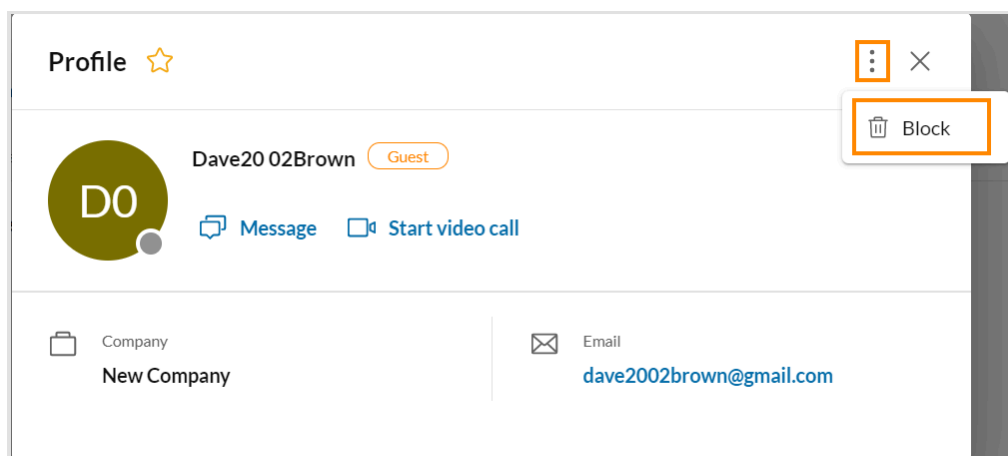 Profile
Block
Dave20 02Brown Guest
D0
Message Start video call
Company
New Company
Email
dave2002brown@gmail.com